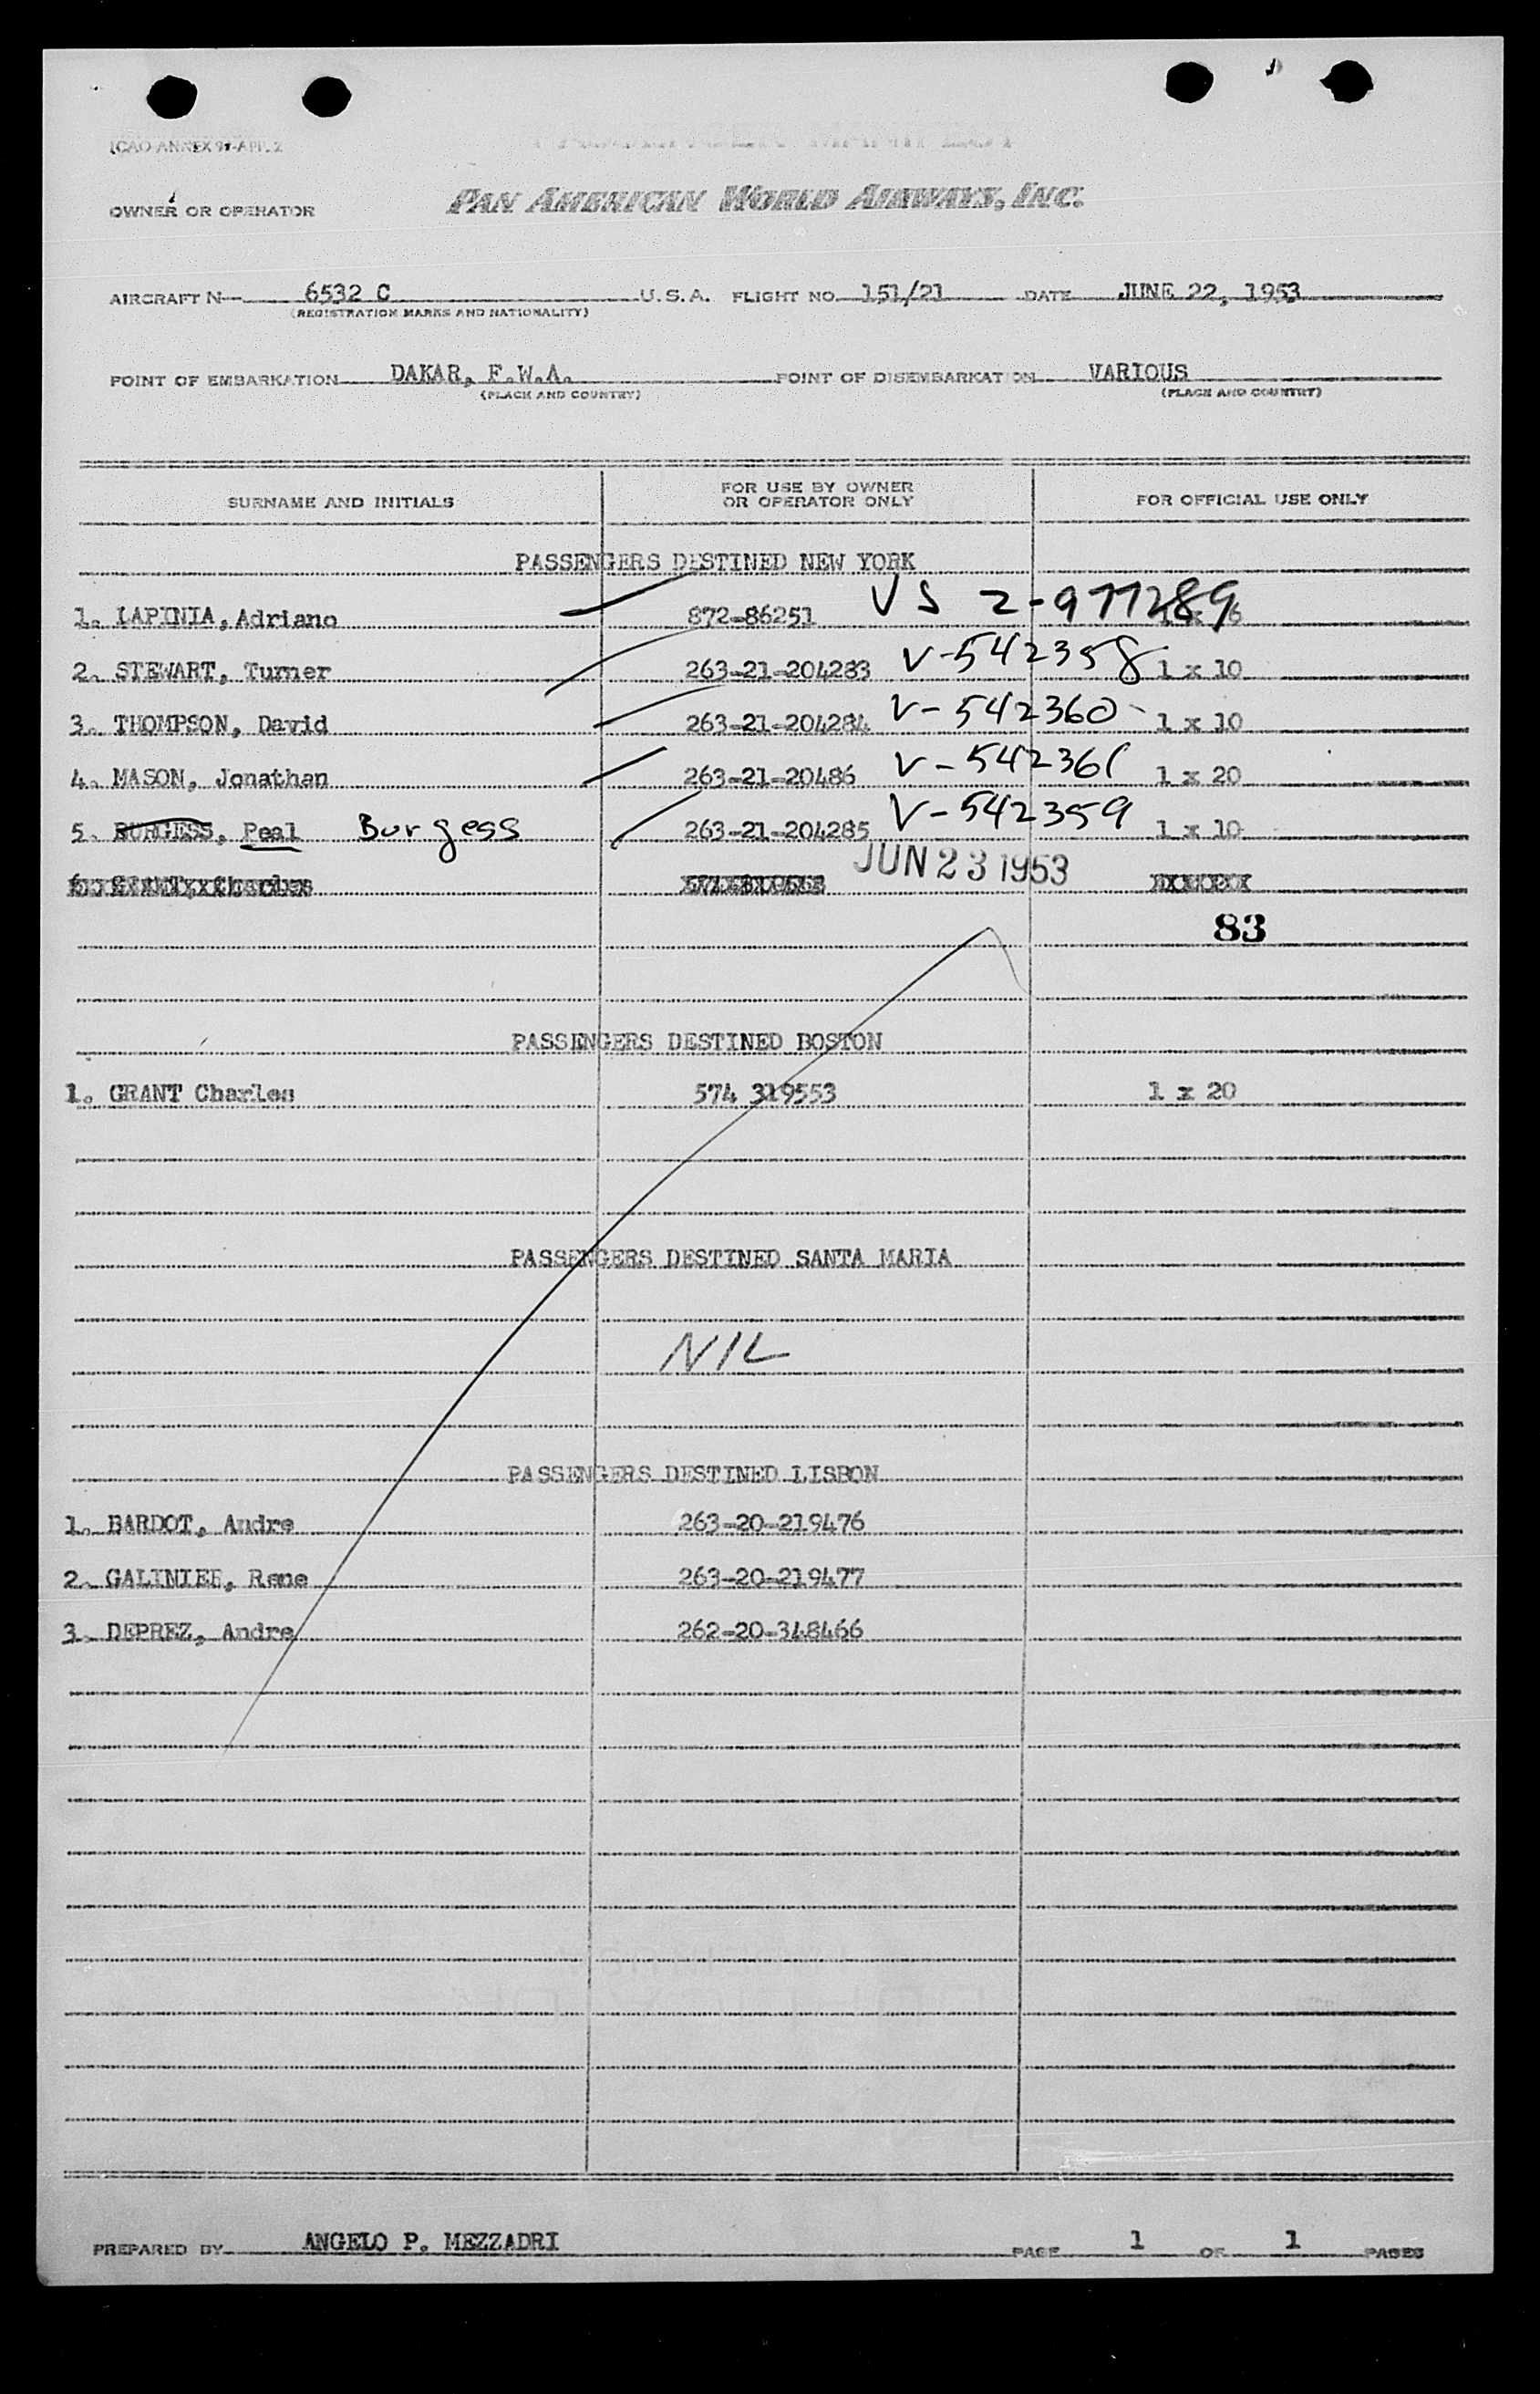 ICAO ANNEX 9-APP. 2
OWNER OR OPERATOR PAN AMERICAN WORLD AIRWAYS, INC.
AIRCRAFT N 6532 C U.S.A. FLIGHT NO. 151/21 DATE JUNE 22, 1953
(REGISTRATION MARKS AND NATIONALITY)
POINT OF EMBARKATION DAKAR, F.W.A. POINT OF DISEMBARKATION VARIOUS
(PLACE AND COUNTRY) (PLACE AND COUNTRY)
SURNAME AND INITIALS FOR USE BY OWNER OR OPERATOR ONLY FOR OFFICIAL USE ONLY
PASSENGERS DESTINED NEW YORK
1. LAPINIA, Adriano 872-86251 VS 2-977289
2. STEWART, Turner 263-21-204283 V-542358 1 x 10
3. THOMPSON, David 263-21-204284 V-542360 1 x 10
4. MASON, Jonathan 263-21-20486 V-542361 1 x 20
5. BURGESS, Peal Burgess 263-21-204285 V-542359 1 x 10
JUN 23 1953
83
PASSENGERS DESTINED BOSTON
1. GRANT Charles 574 319553 1 x 20
PASSENGERS DESTINED SANTA MARIA
NIL
PASSENGERS DESTINED LISBON
1. BARDOT, Andre 263-20-219476
2. GALINIER, Rene 263-20-219477
3. DEPREZ, Andre 262-20-348466
PREPARED BY ANGELO P. MEZZADRI PAGE 1 OF 1 PAGES